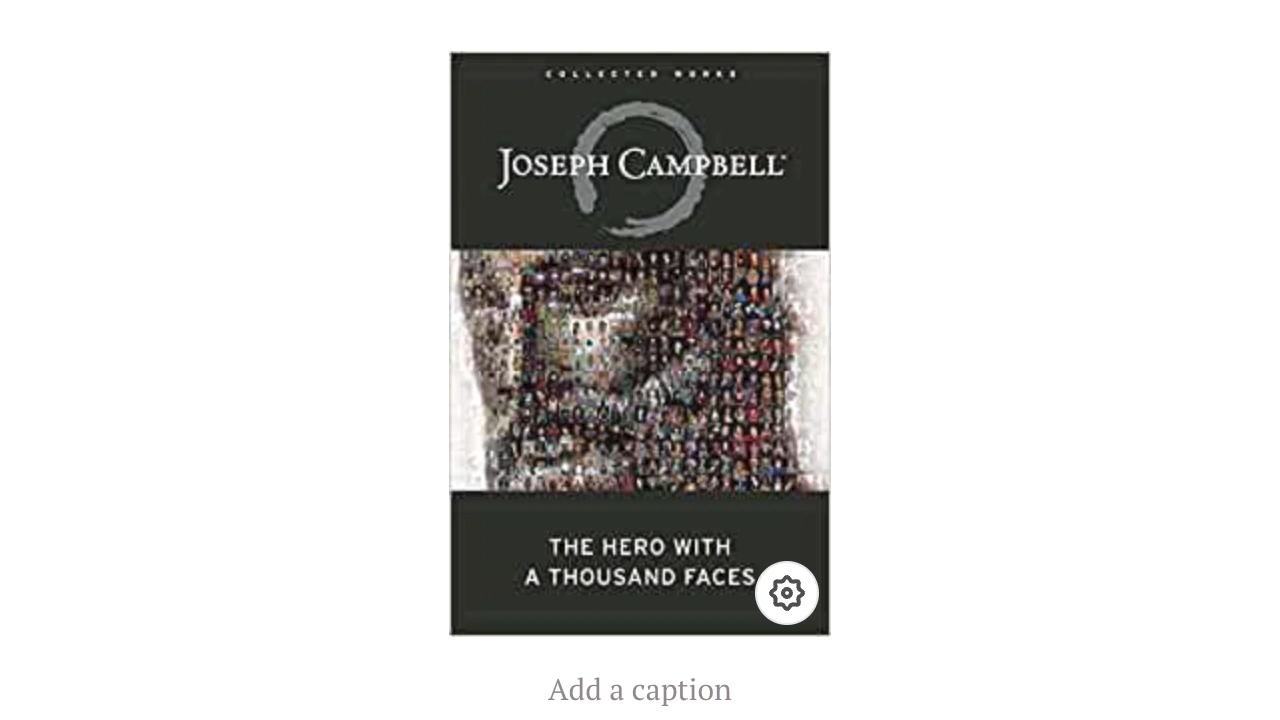 COLLECTED WORKS
JOSEPH CAMPBELL®
THE HERO WITH
A THOUSAND FACES
Add a caption